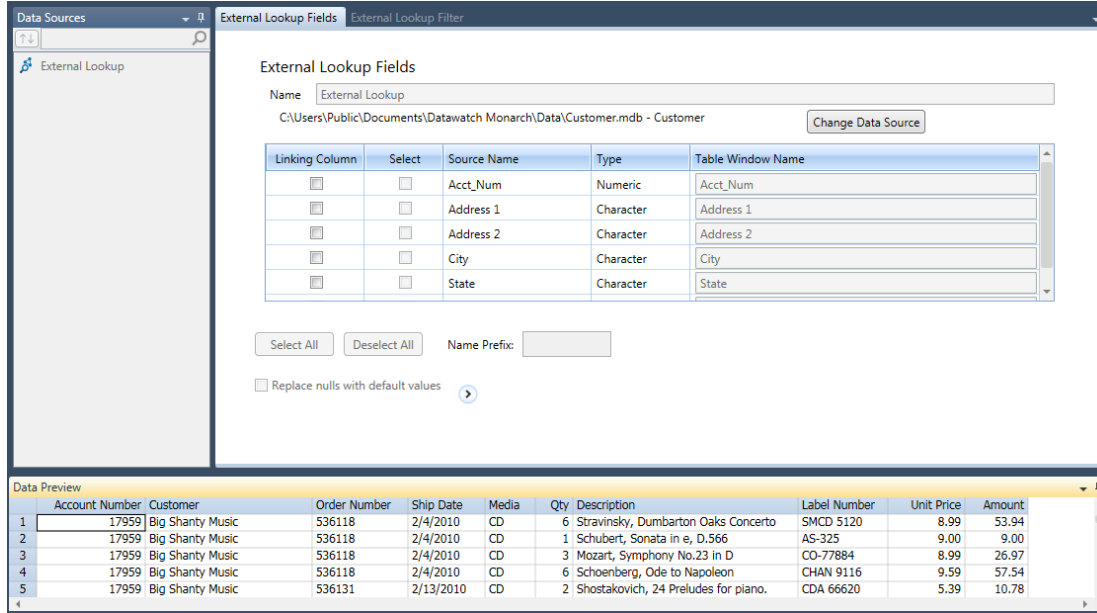 Data Sources
External Lookup
External Lookup Fields External Lookup Filter
External Lookup Fields
Name External Lookup
C:\Users\Public\Documents\Datawatch Monarch\Data\Customer.mdb - Customer Change Data Source
Linking Column Select Source Name Type Table Window Name
Acct_Num Numeric Acct_Num
Address 1 Character Address 1
Address 2 Character Address 2
City Character City
State Character State
Select All Deselect All Name Prefix:
Replace nulls with default values
Data Preview
Account Number Customer Order Number Ship Date Media Qty Description Label Number Unit Price Amount
1 17959 Big Shanty Music 536118 2/4/2010 CD 6 Stravinsky, Dumbarton Oaks Concerto SMCD 5120 8.99 53.94
2 17959 Big Shanty Music 536118 2/4/2010 CD 1 Schubert, Sonata in e, D.566 AS-325 9.00 9.00
3 17959 Big Shanty Music 536118 2/4/2010 CD 3 Mozart, Symphony No.23 in D CO-77884 8.99 26.97
4 17959 Big Shanty Music 536118 2/4/2010 CD 6 Schoenberg, Ode to Napoleon CHAN 9116 9.59 57.54
5 17959 Big Shanty Music 536131 2/13/2010 CD 2 Shostakovich, 24 Preludes for piano. CDA 66620 5.39 10.78